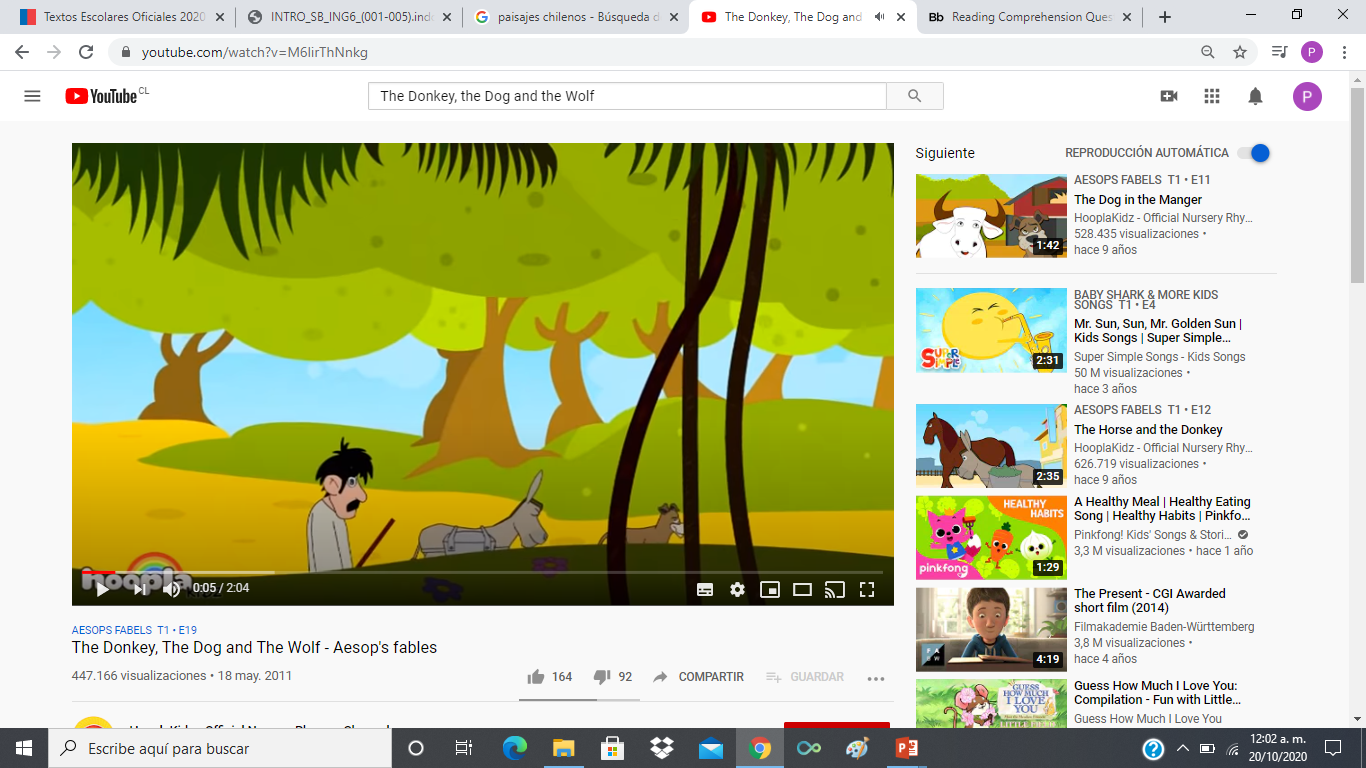 Textos Escolares Oficiales 2020
INTRO_SB_ING6_(001-005).ind
paisajes chilenos - Búsqueda d
The Donkey, The Dog and
Bb Reading Comprehension Ques
youtube.com/watch?v=M6IirThNnkg
P
YouTube CL
The Donkey, the Dog and the Wolf
P
hoopla
0:05 / 2:04
AESOPS FABELS T1 • E19
The Donkey, The Dog and The Wolf - Aesop's fables
447.166 visualizaciones • 18 may. 2011
164
92
COMPARTIR
GUARDAR
Siguiente
REPRODUCCIÓN AUTOMÁTICA
AESOPS FABELS T1 • E11
The Dog in the Manger
HooplaKidz - Official Nursery Rhy...
528.435 visualizaciones •
hace 9 años
1:42
BABY SHARK & MORE KIDS
SONGS T1 • E4
Mr. Sun, Sun, Mr. Golden Sun |
Kids Songs | Super Simple...
Super Simple Songs - Kids Songs
50 M visualizaciones •
hace 3 años
SUPER
SIMPLE
2:31
AESOPS FABELS T1 • E12
The Horse and the Donkey
HooplaKidz - Official Nursery Rhy...
626.719 visualizaciones •
hace 9 años
2:35
A Healthy Meal | Healthy Eating
Song | Healthy Habits | Pinkfo...
Pinkfong! Kids' Songs & Stori...
3,3 M visualizaciones • hace 1 año
HEALTHY
HABITS
pinkfong
1:29
The Present - CGI Awarded
short film (2014)
Filmakademie Baden-Württemberg
3,8 M visualizaciones •
hace 4 años
4:19
Guess How Much I Love You:
Compilation - Fun with Little...
Guess How Much I Love You
GUESS
HOW MUCH
I LOVE
YOU
Escribe aquí para buscar
12:02 a. m.
20/10/2020